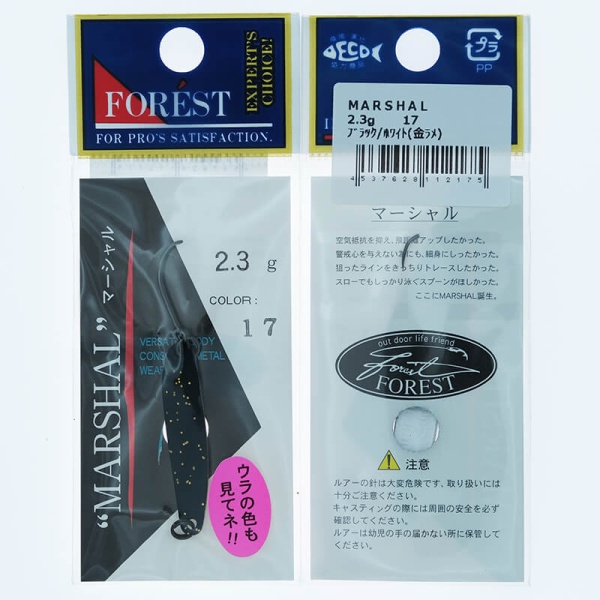 EXPERT'S
CHOICE!
FORÉST
FOR PRO'S SATISFACTION.
"MARSHAL" マーシャル
2.3 g
COLOR:
17
ウラの色も
見てネ!!
ECO
プラ
PP
MARSHAL
2.3g 17
ブラック/ホワイト(金ラメ)
4 537628 112175
マーシャル
空気抵抗を抑え、飛距離アップしたかった。
警戒心を与えない為にも、細身にしったかった。
狙ったラインをきっちりトレースしたかった。
スローでもしっかり泳ぐスプーンがほしかった。
ここにMARSHAL誕生。
out door life friend
Forest
FOREST
注意
ルアーの針は大変危険です、取り扱いには
十分ご注意ください。
キャスティングの際には周囲の安全を必ず
確認してください。
ルアーは幼児の手の届かない所に保管して
ください。